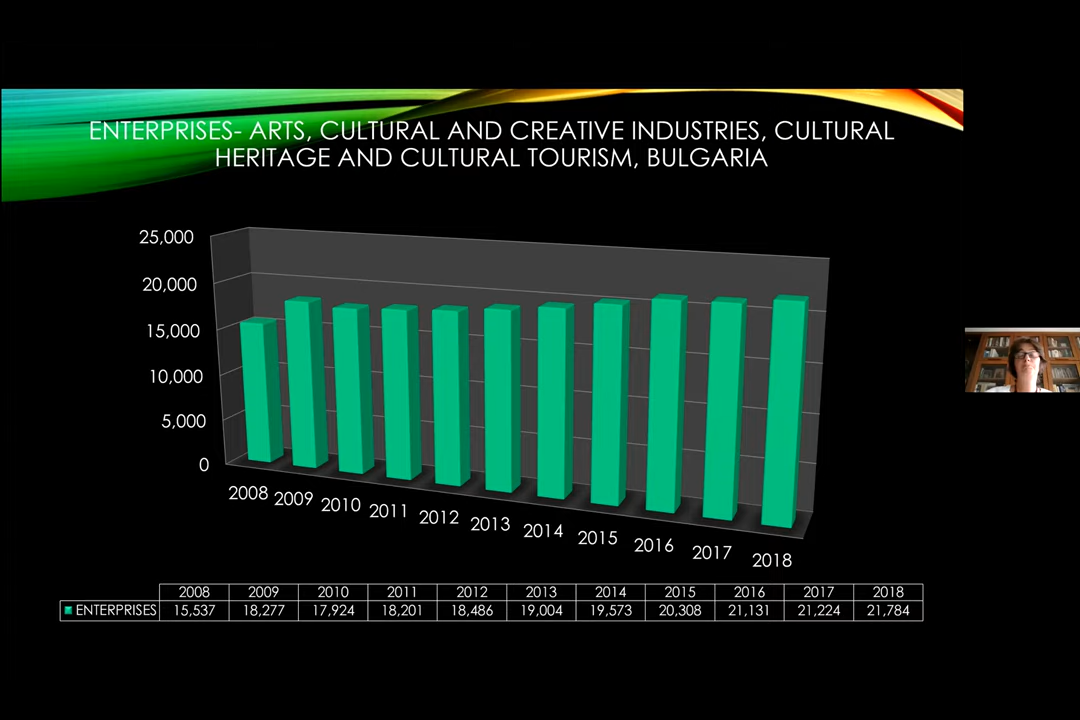 ENTERPRISES- ARTS, CULTURAL AND CREATIVE INDUSTRIES, CULTURAL
HERITAGE AND CULTURAL TOURISM, BULGARIA
25,000
20,000
15,000
10,000
5,000
0
2008 2009 2010 2011 2012 2013 2014 2015 2016 2017 2018
2008 2009 2010 2011 2012 2013 2014 2015 2016 2017 2018
ENTERPRISES 15,537 18,277 17,924 18,201 18,486 19,004 19,573 20,308 21,131 21,224 21,784